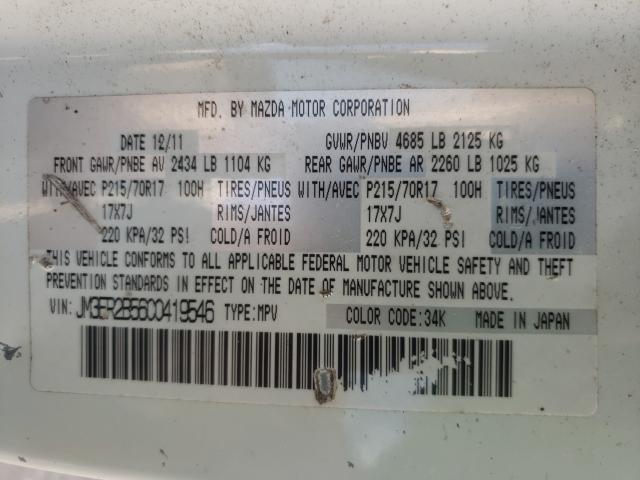 MFD. BY MAZDA MOTOR CORPORATION
DATE 12/11 GVWR/PNBV 4685 LB 2125 KG
FRONT GAWR/PNBE AV 2434 LB 1104 KG REAR GAWR/PNBE AR 2260 LB 1025 KG
WITH/AVEC P215/70R17 100H TIRES/PNEUS WITH/AVEC P215/70R17 100H TIRES/PNEUS
17X7J RIMS/JANTES 17X7J RIMS/JANTES
220 KPA/32 PSI COLD/A FROID 220 KPA/32 PSI COLD/A FROID
THIS VEHICLE CONFORMS TO ALL APPLICABLE FEDERAL MOTOR VEHICLE SAFETY AND THEFT
PREVENTION STANDARDS IN EFFECT ON THE DATE OF MANUFACTURE SHOWN ABOVE.
VIN: JM3ER2B56C0419546 TYPE: MPV COLOR CODE: 34K MADE IN JAPAN